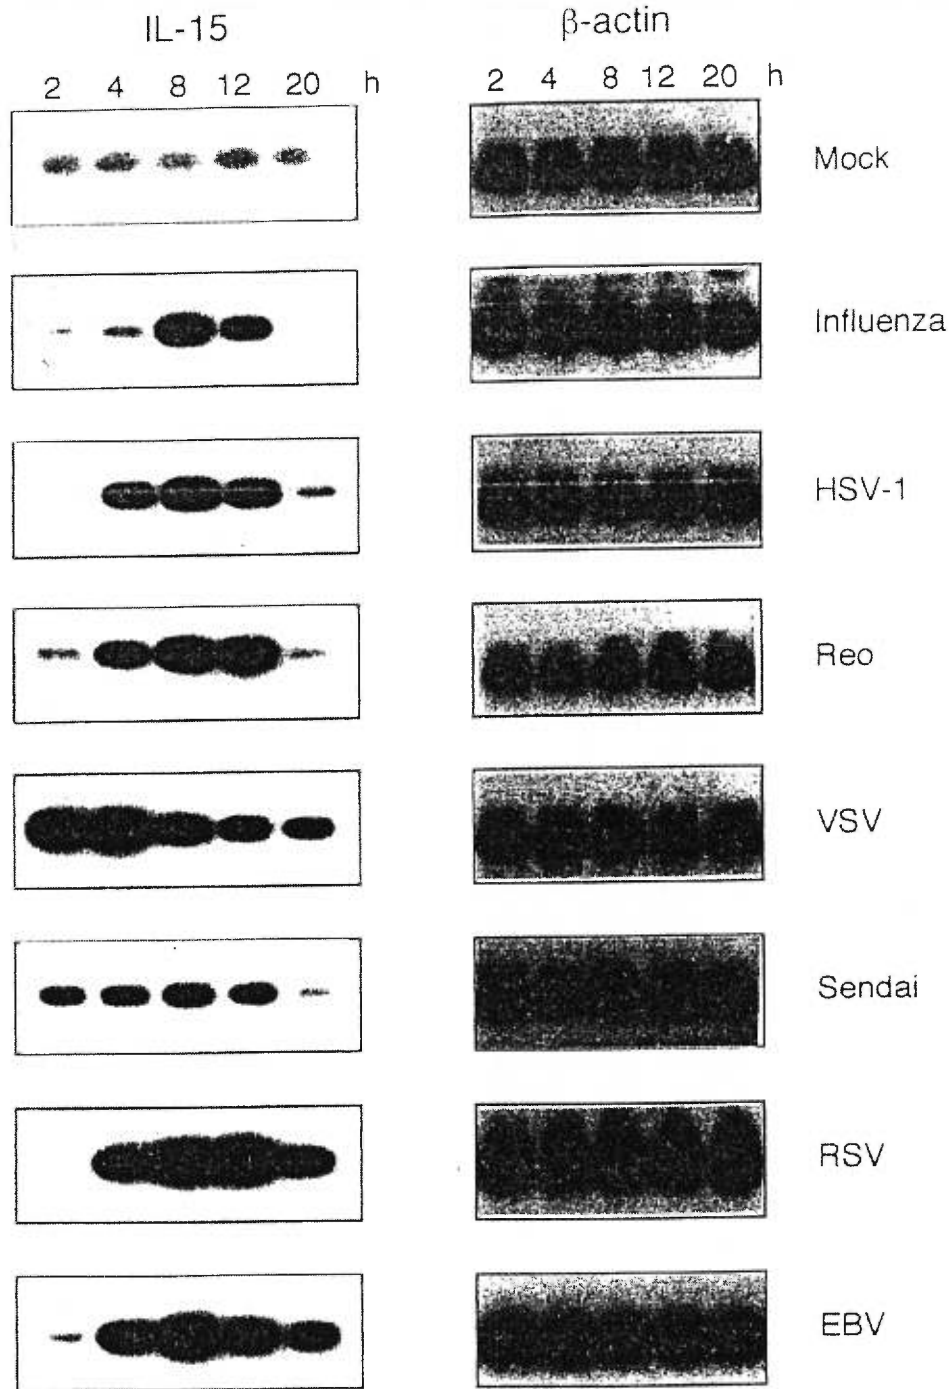 IL-15 β-actin
2 4 8 12 20 h 2 4 8 12 20 h
Mock
Influenza
HSV-1
Reo
VSV
Sendai
RSV
EBV